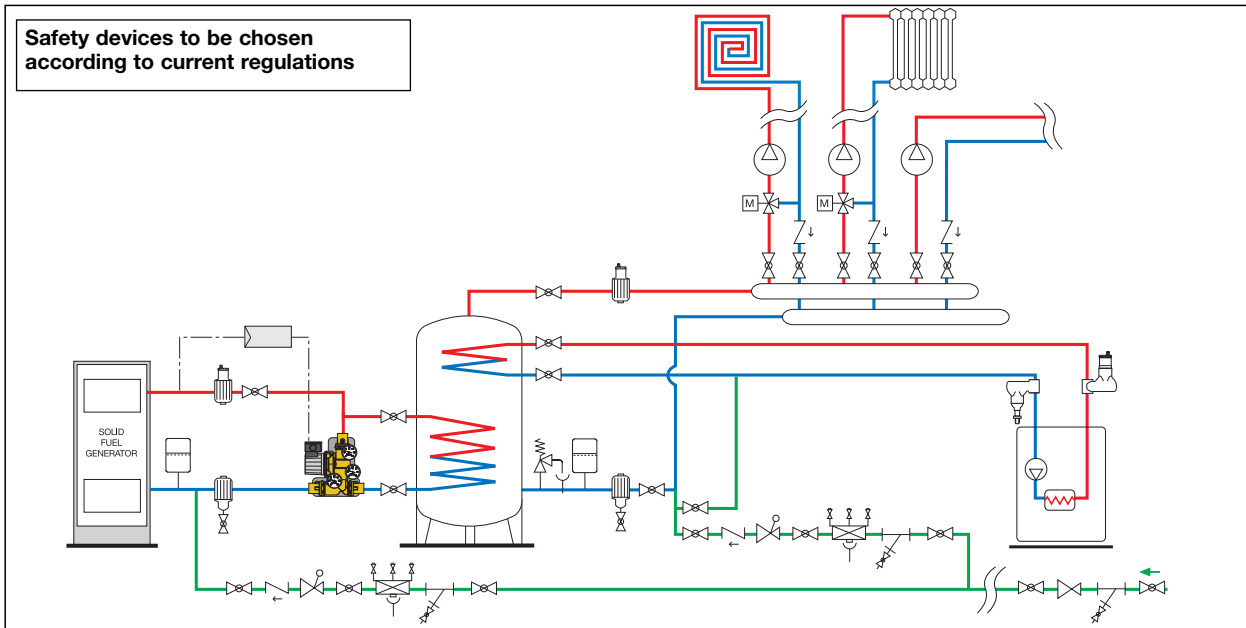 Safety devices to be chosen
according to current regulations
M
M
SOLID
FUEL
GENERATOR